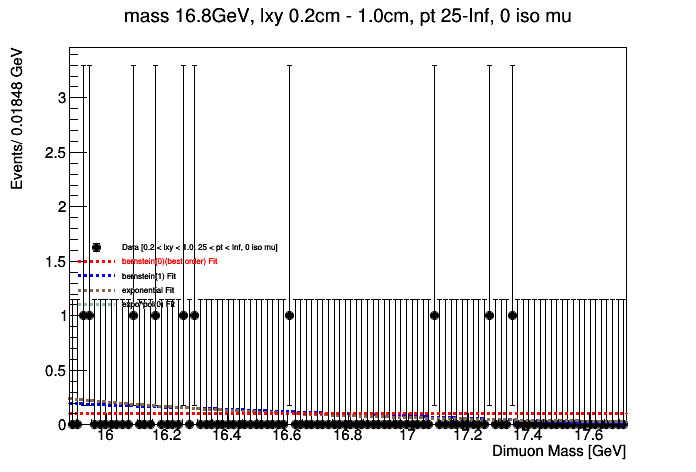 mass 16.8GeV, lxy 0.2cm - 1.0cm, pt 25-Inf, 0 iso mu
Events/ 0.01848 GeV
3
2.5
2
1.5
1
0.5
0
Data [0.2 < lxy < 1.0, 25 < pt < Inf, 0 iso mu]
bernstein[0](best order) Fit
bernstein[1] Fit
exponential Fit
16 16.2 16.4 16.6 16.8 17 17.2 17.4 17.6
Dimuon Mass [GeV]